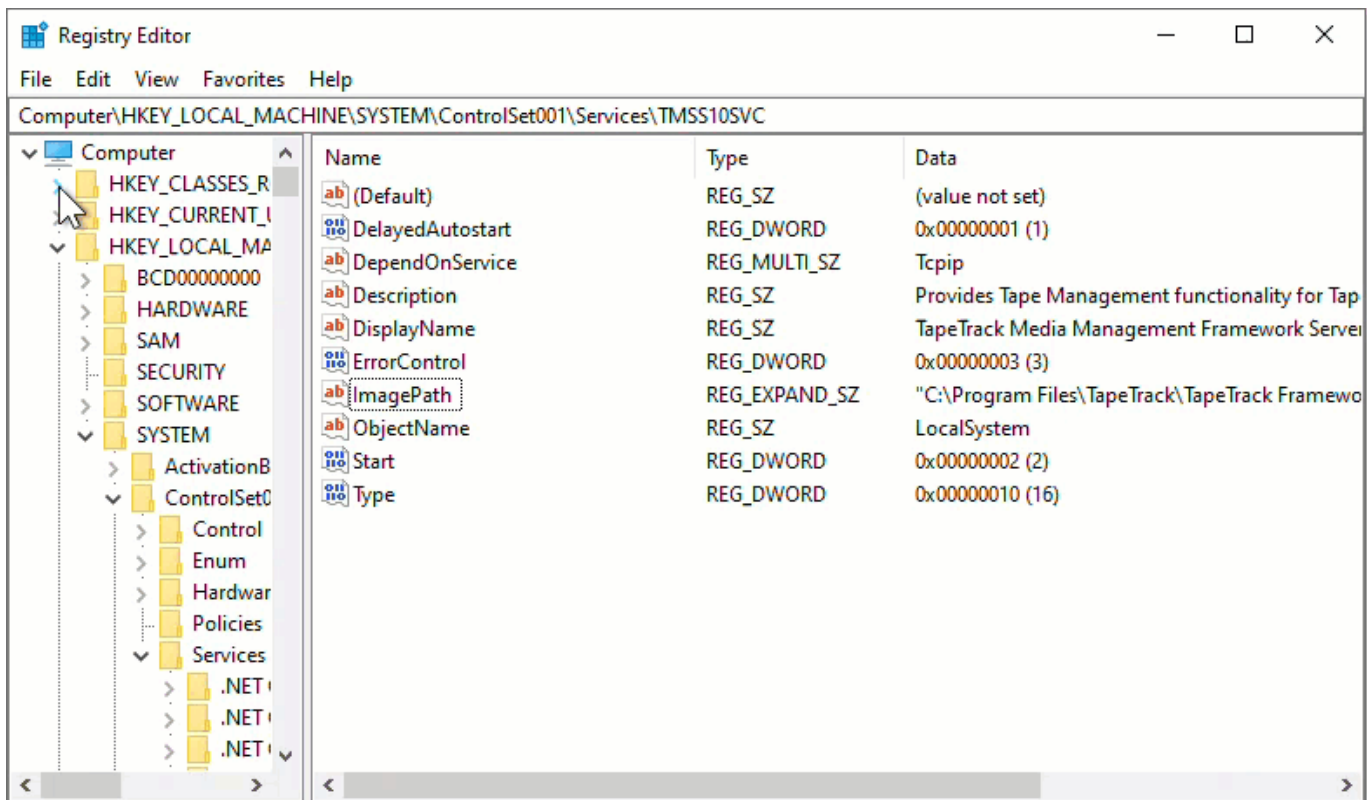 Registry Editor
File Edit View Favorites Help
Computer\HKEY_LOCAL_MACHINE\SYSTEM\ControlSet001\Services\TMSS10SVC
Computer
HKEY_CLASSES_R
HKEY_CURRENT_U
HKEY_LOCAL_MA
BCD00000000
HARDWARE
SAM
SECURITY
SOFTWARE
SYSTEM
ActivationB
ControlSet0
Control
Enum
Hardwar
Policies
Services
.NET
.NET
.NET
Name Type Data
(Default) REG_SZ (value not set)
DelayedAutostart REG_DWORD 0x00000001 (1)
DependOnService REG_MULTI_SZ Tcpip
Description REG_SZ Provides Tape Management functionality for Tap
DisplayName REG_SZ TapeTrack Media Management Framework Server
ErrorControl REG_DWORD 0x00000003 (3)
ImagePath REG_EXPAND_SZ "C:\Program Files\TapeTrack\TapeTrack Framewo
ObjectName REG_SZ LocalSystem
Start REG_DWORD 0x00000002 (2)
Type REG_DWORD 0x00000010 (16)